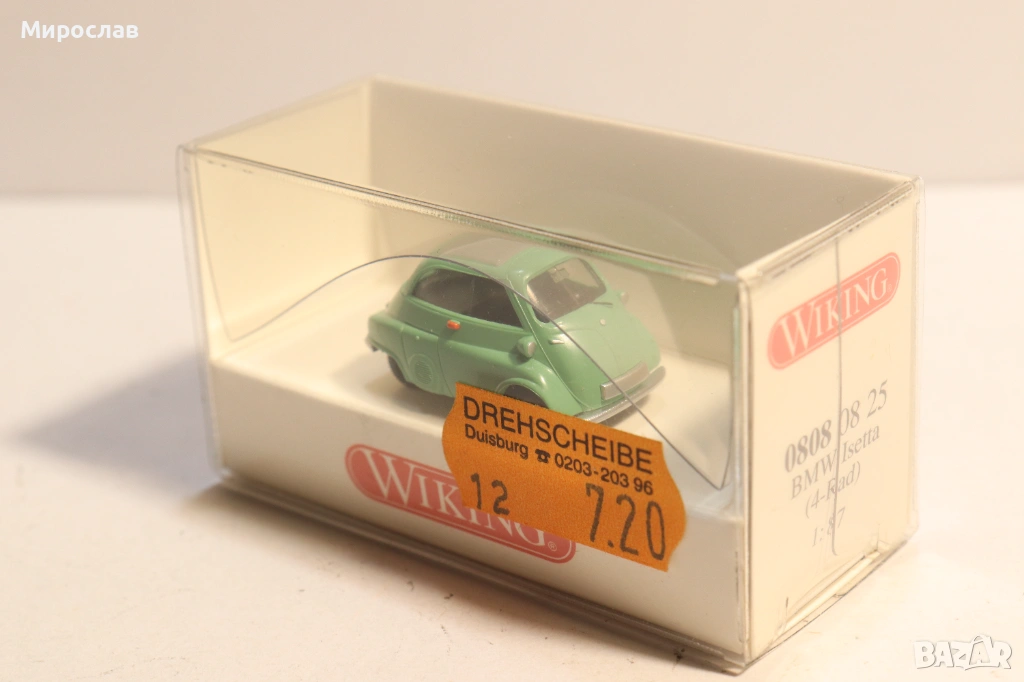 Мирослав
WIKING
0808 08 25
BMW Isetta
(4-Rad)
1:87
DREHSCHEIBE
Duisburg ☎ 0203-203 96
12 7.20
WIKING®
BAZAR